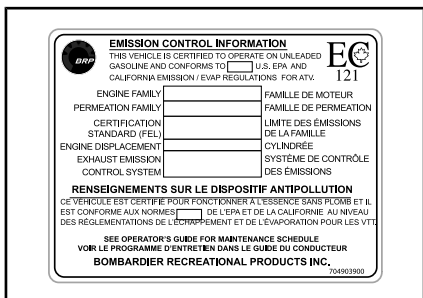 BRP
EMISSION CONTROL INFORMATION
THIS VEHICLE IS CERTIFIED TO OPERATE ON UNLEADED
GASOLINE AND CONFORMS TO U.S. EPA AND
CALIFORNIA EMISSION / EVAP REGULATIONS FOR ATV.
EC
121
ENGINE FAMILY FAMILLE DE MOTEUR
PERMEATION FAMILY FAMILLE DE PERMEATION
CERTIFICATION LIMITE DES ÉMISSIONS
STANDARD (FEL) DE LA FAMILLE
ENGINE DISPLACEMENT CYLINDRÉE
EXHAUST EMISSION SYSTÈME DE CONTRÔLE
CONTROL SYSTEM DES ÉMISSIONS
RENSEIGNEMENTS SUR LE DISPOSITIF ANTIPOLLUTION
CE VÉHICULE EST CERTIFIÉ POUR FONCTIONNER À L'ESSENCE SANS PLOMB ET IL
EST CONFORME AUX NORMES DE L'EPA ET DE LA CALIFORNIE AU NIVEAU
DES RÉGLEMENTATIONS DE L'ÉCHAPPEMENT ET DE L'ÉVAPORATION POUR LES VTT.
SEE OPERATOR'S GUIDE FOR MAINTENANCE SCHEDULE
VOIR LE PROGRAMME D'ENTRETIEN DANS LE GUIDE DU CONDUCTEUR
BOMBARDIER RECREATIONAL PRODUCTS INC.
704903900